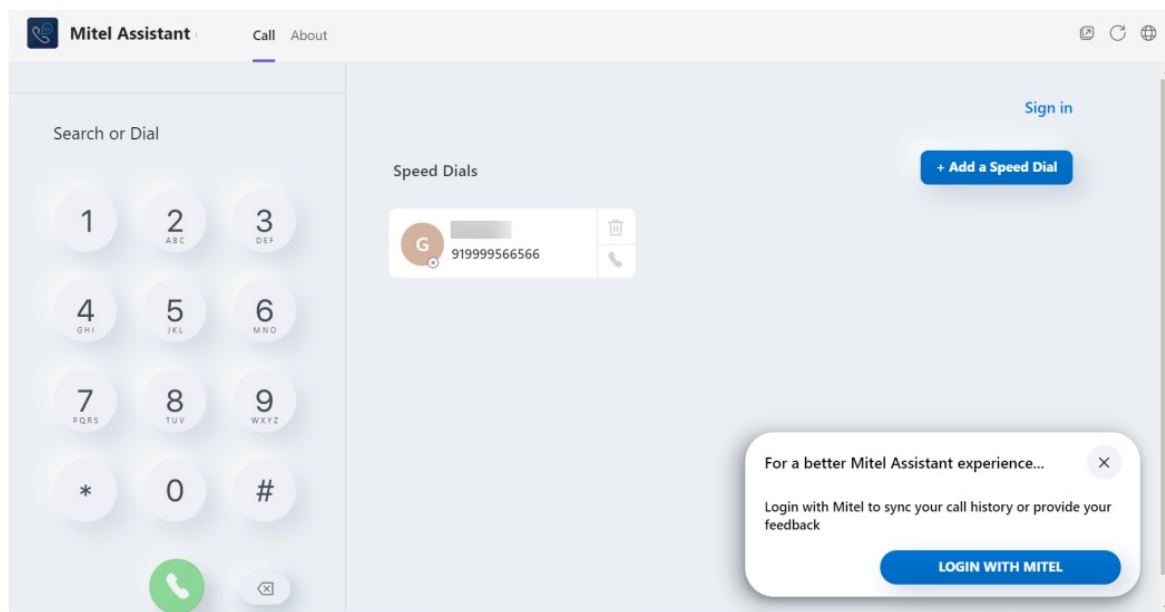 Mitel Assistant
Call About
Sign in
Search or Dial
Speed Dials
+ Add a Speed Dial
1 2 3
ABC DEF
G
919999566566
4 5 6
GHI JKL MNO
7 8 9
PQRS TUV WXYZ
* 0 #
For a better Mitel Assistant experience...
Login with Mitel to sync your call history or provide your
feedback
LOGIN WITH MITEL